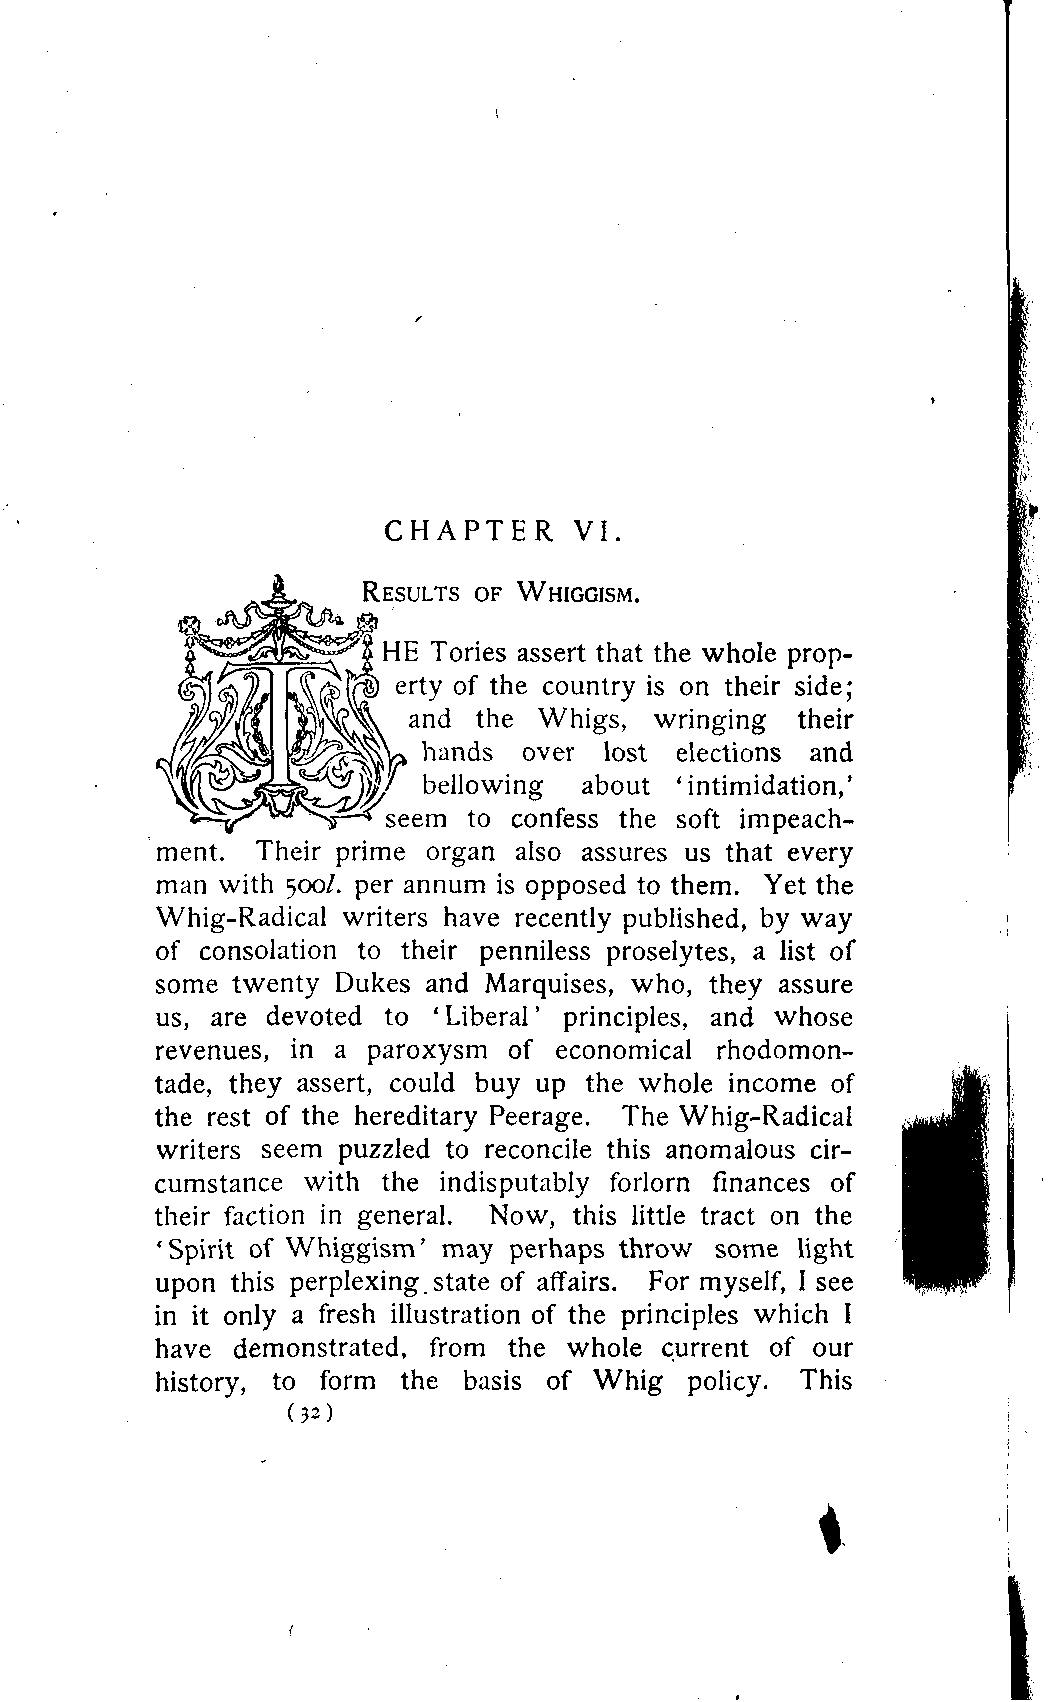 CHAPTER VI.
RESULTS OF WHIGGISM.
THE Tories assert that the whole prop-
erty of the country is on their side;
and the Whigs, wringing their
hands over lost elections and
bellowing about ‘intimidation,’
seem to confess the soft impeach-
ment. Their prime organ also assures us that every
man with 500l. per annum is opposed to them. Yet the
Whig-Radical writers have recently published, by way
of consolation to their penniless proselytes, a list of
some twenty Dukes and Marquises, who, they assure
us, are devoted to ‘Liberal’ principles, and whose
revenues, in a paroxysm of economical rhodomon-
tade, they assert, could buy up the whole income of
the rest of the hereditary Peerage. The Whig-Radical
writers seem puzzled to reconcile this anomalous cir-
cumstance with the indisputably forlorn finances of
their faction in general. Now, this little tract on the
‘Spirit of Whiggism’ may perhaps throw some light
upon this perplexing state of affairs. For myself, I see
in it only a fresh illustration of the principles which I
have demonstrated, from the whole current of our
history, to form the basis of Whig policy. This
(32)